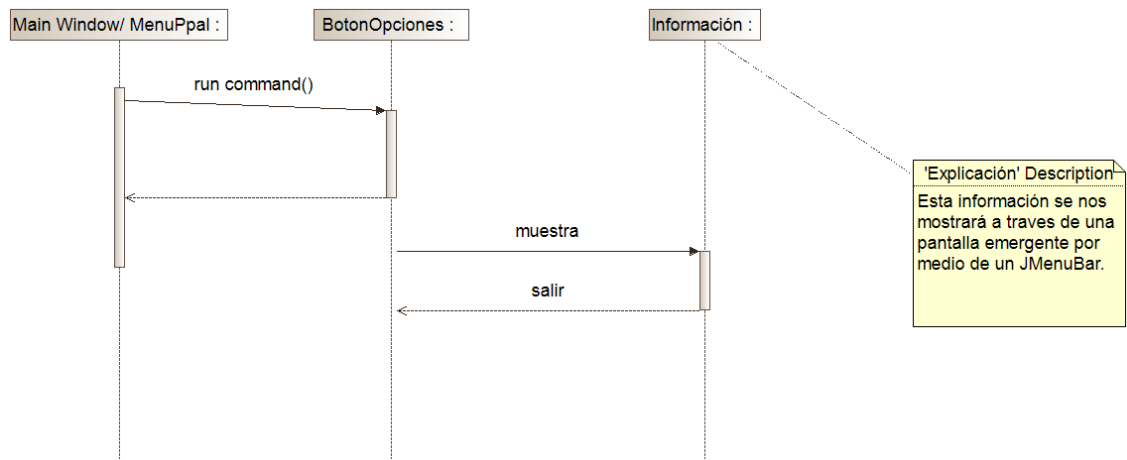 Main Window/ MenuPpal :
BotonOpciones :
Información :
run command()
muestra
salir
'Explicación' Description
Esta información se nos
mostrará a traves de una
pantalla emergente por
medio de un JMenuBar.